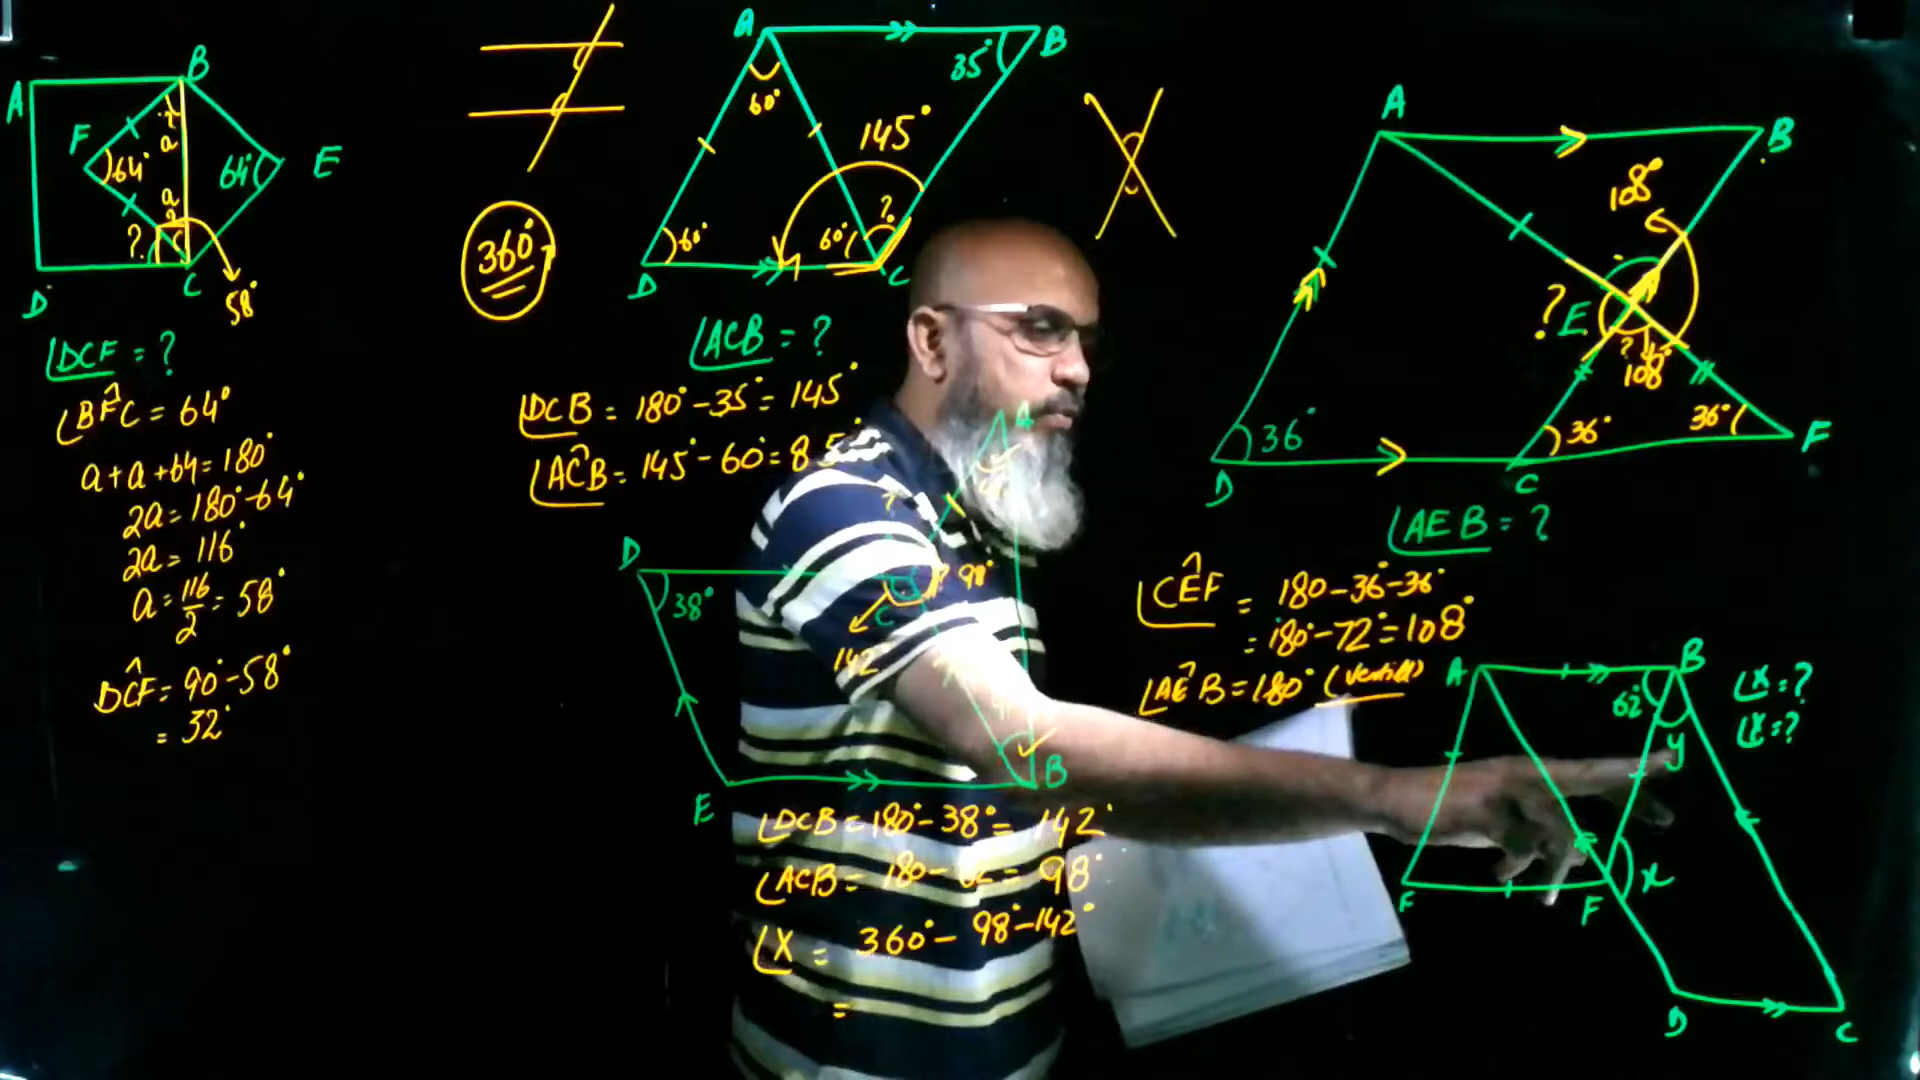 A
B
F
64°
a
a
64°
E
?
D
C
58°
∠DCF = ?
∠BF̂C = 64°
a+a+64=180°
2a=180°-64°
2a=116°
a=116/2=58°
DĈF=90°-58°
= 32°
360°
A
B
35°
60°
145°
60°
60°
?
D
C
∠ACB = ?
∠DCB = 180°-35°=145°
∠AĈB = 145°-60°=85°
A
D
38°
98°
C
142
E
B
∠DCB=180°-38°=142°
∠ACB= 180- = 98°
∠X = 360°-98°-142°
=
A
B
108°
?
E
?
108°
36°
36°
36°
F
D
C
∠AEB = ?
∠CÊF = 180-36°-36°
= 180°-72°=108°
∠AÊB=180° (Vertical)
A
B
62°
y
∠X=?
x
F
F
D
C